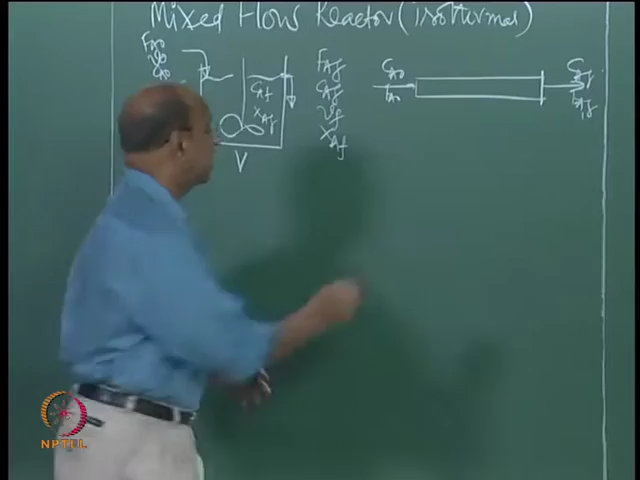 Mixed Flow Reactor (isothermal)
FA0
v0
CA0
CAf
XAf
V
FAf
CAf
vf
XAf
CA0
FA0
CAf
FAf
NPTEL